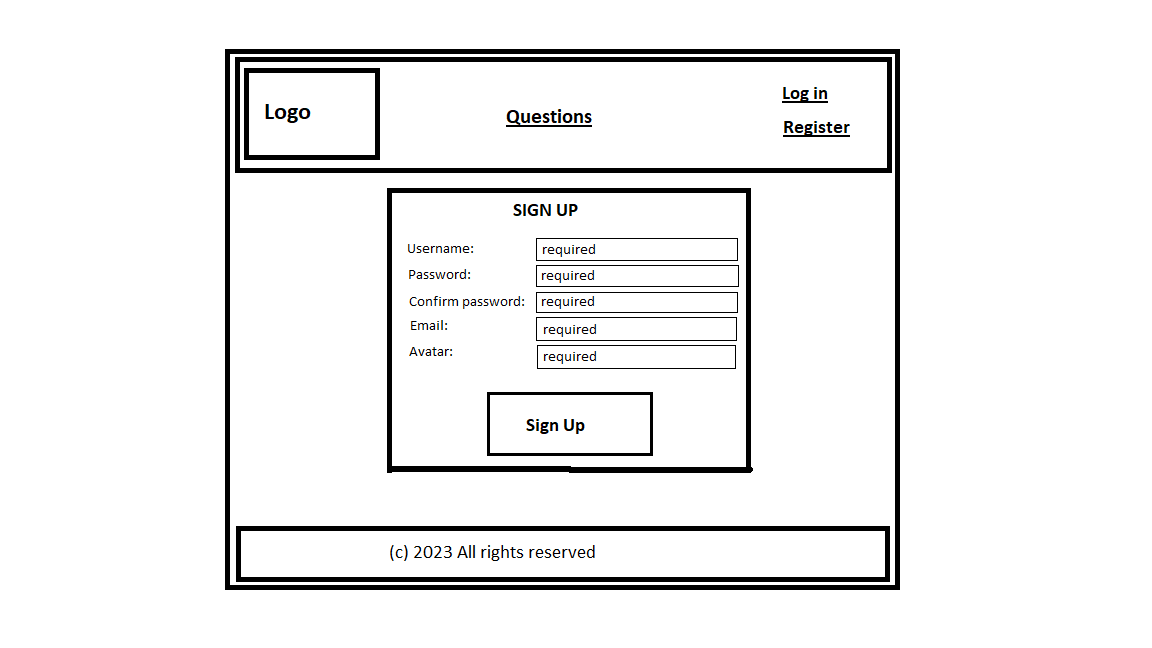 Logo
Questions
Log in
Register
SIGN UP
Username:
required
Password:
required
Confirm password:
required
Email:
required
Avatar:
required
Sign Up
(c) 2023 All rights reserved